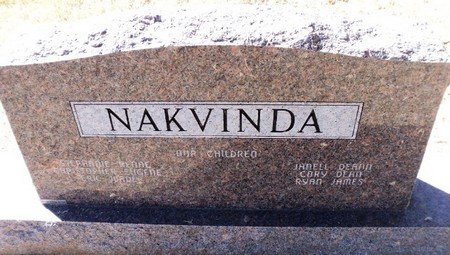 NAKVINDA
OUR CHILDREN
STEPHANIE RENAE
CHRISTOPHER EUGENE
JANELL DEANN
CORY DEAN
RYAN JAMES